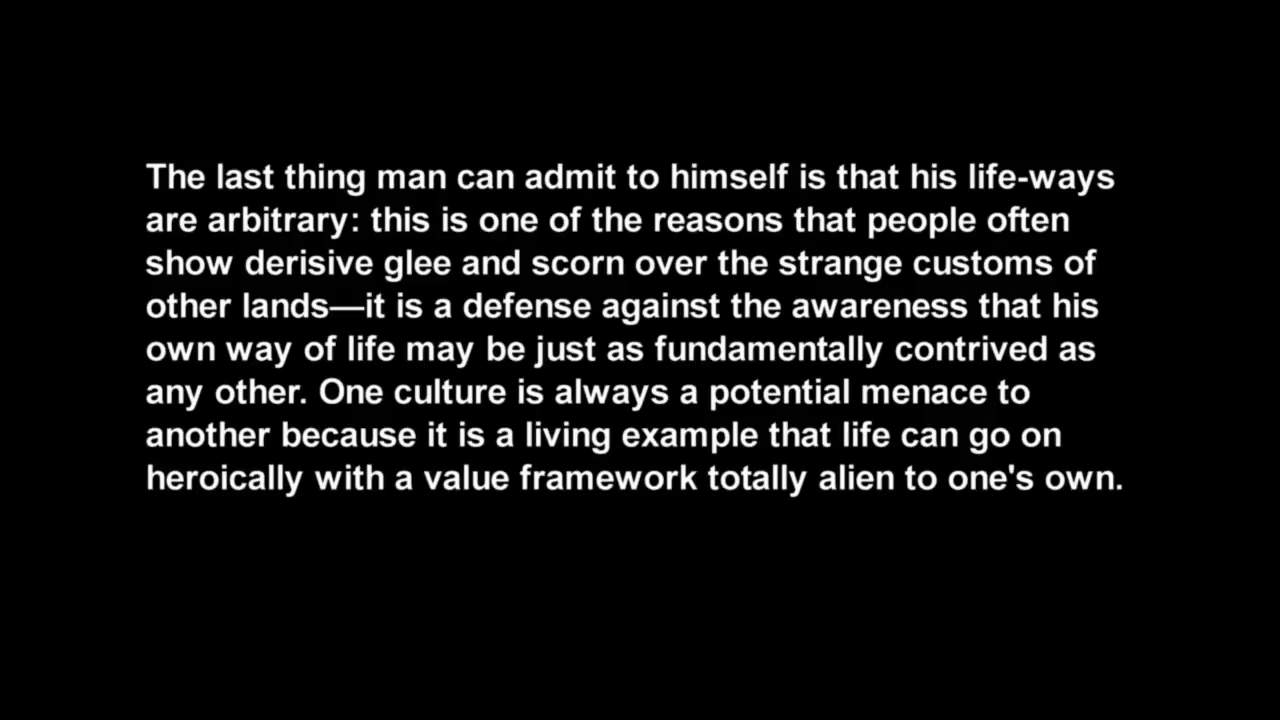 The last thing man can admit to himself is that his life-ways
are arbitrary: this is one of the reasons that people often
show derisive glee and scorn over the strange customs of
other lands—it is a defense against the awareness that his
own way of life may be just as fundamentally contrived as
any other. One culture is always a potential menace to
another because it is a living example that life can go on
heroically with a value framework totally alien to one's own.